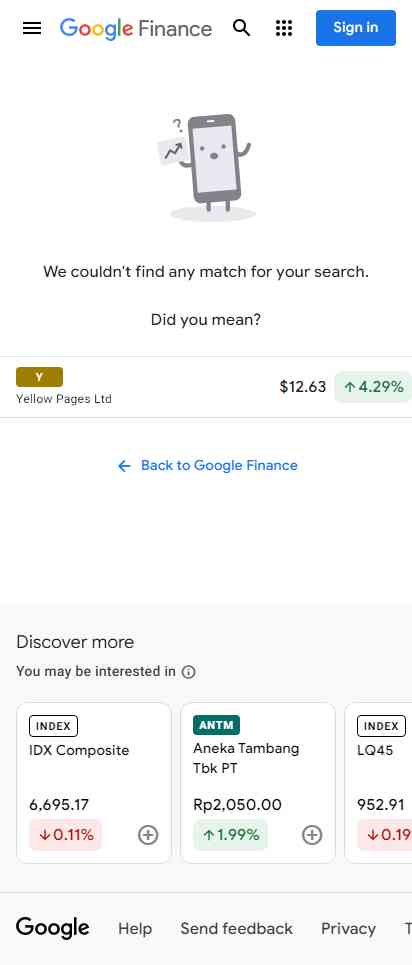 Google Finance
Sign in
?
We couldn't find any match for your search.
Did you mean?
Y
$12.63
4.29%
Yellow Pages Ltd
Back to Google Finance
Discover more
You may be interested in
INDEX
IDX Composite
6,695.17
0.11%
ANTM
Aneka Tambang
Tbk PT
Rp2,050.00
1.99%
INDEX
LQ45
952.91
0.19
Google
Help
Send feedback
Privacy
T